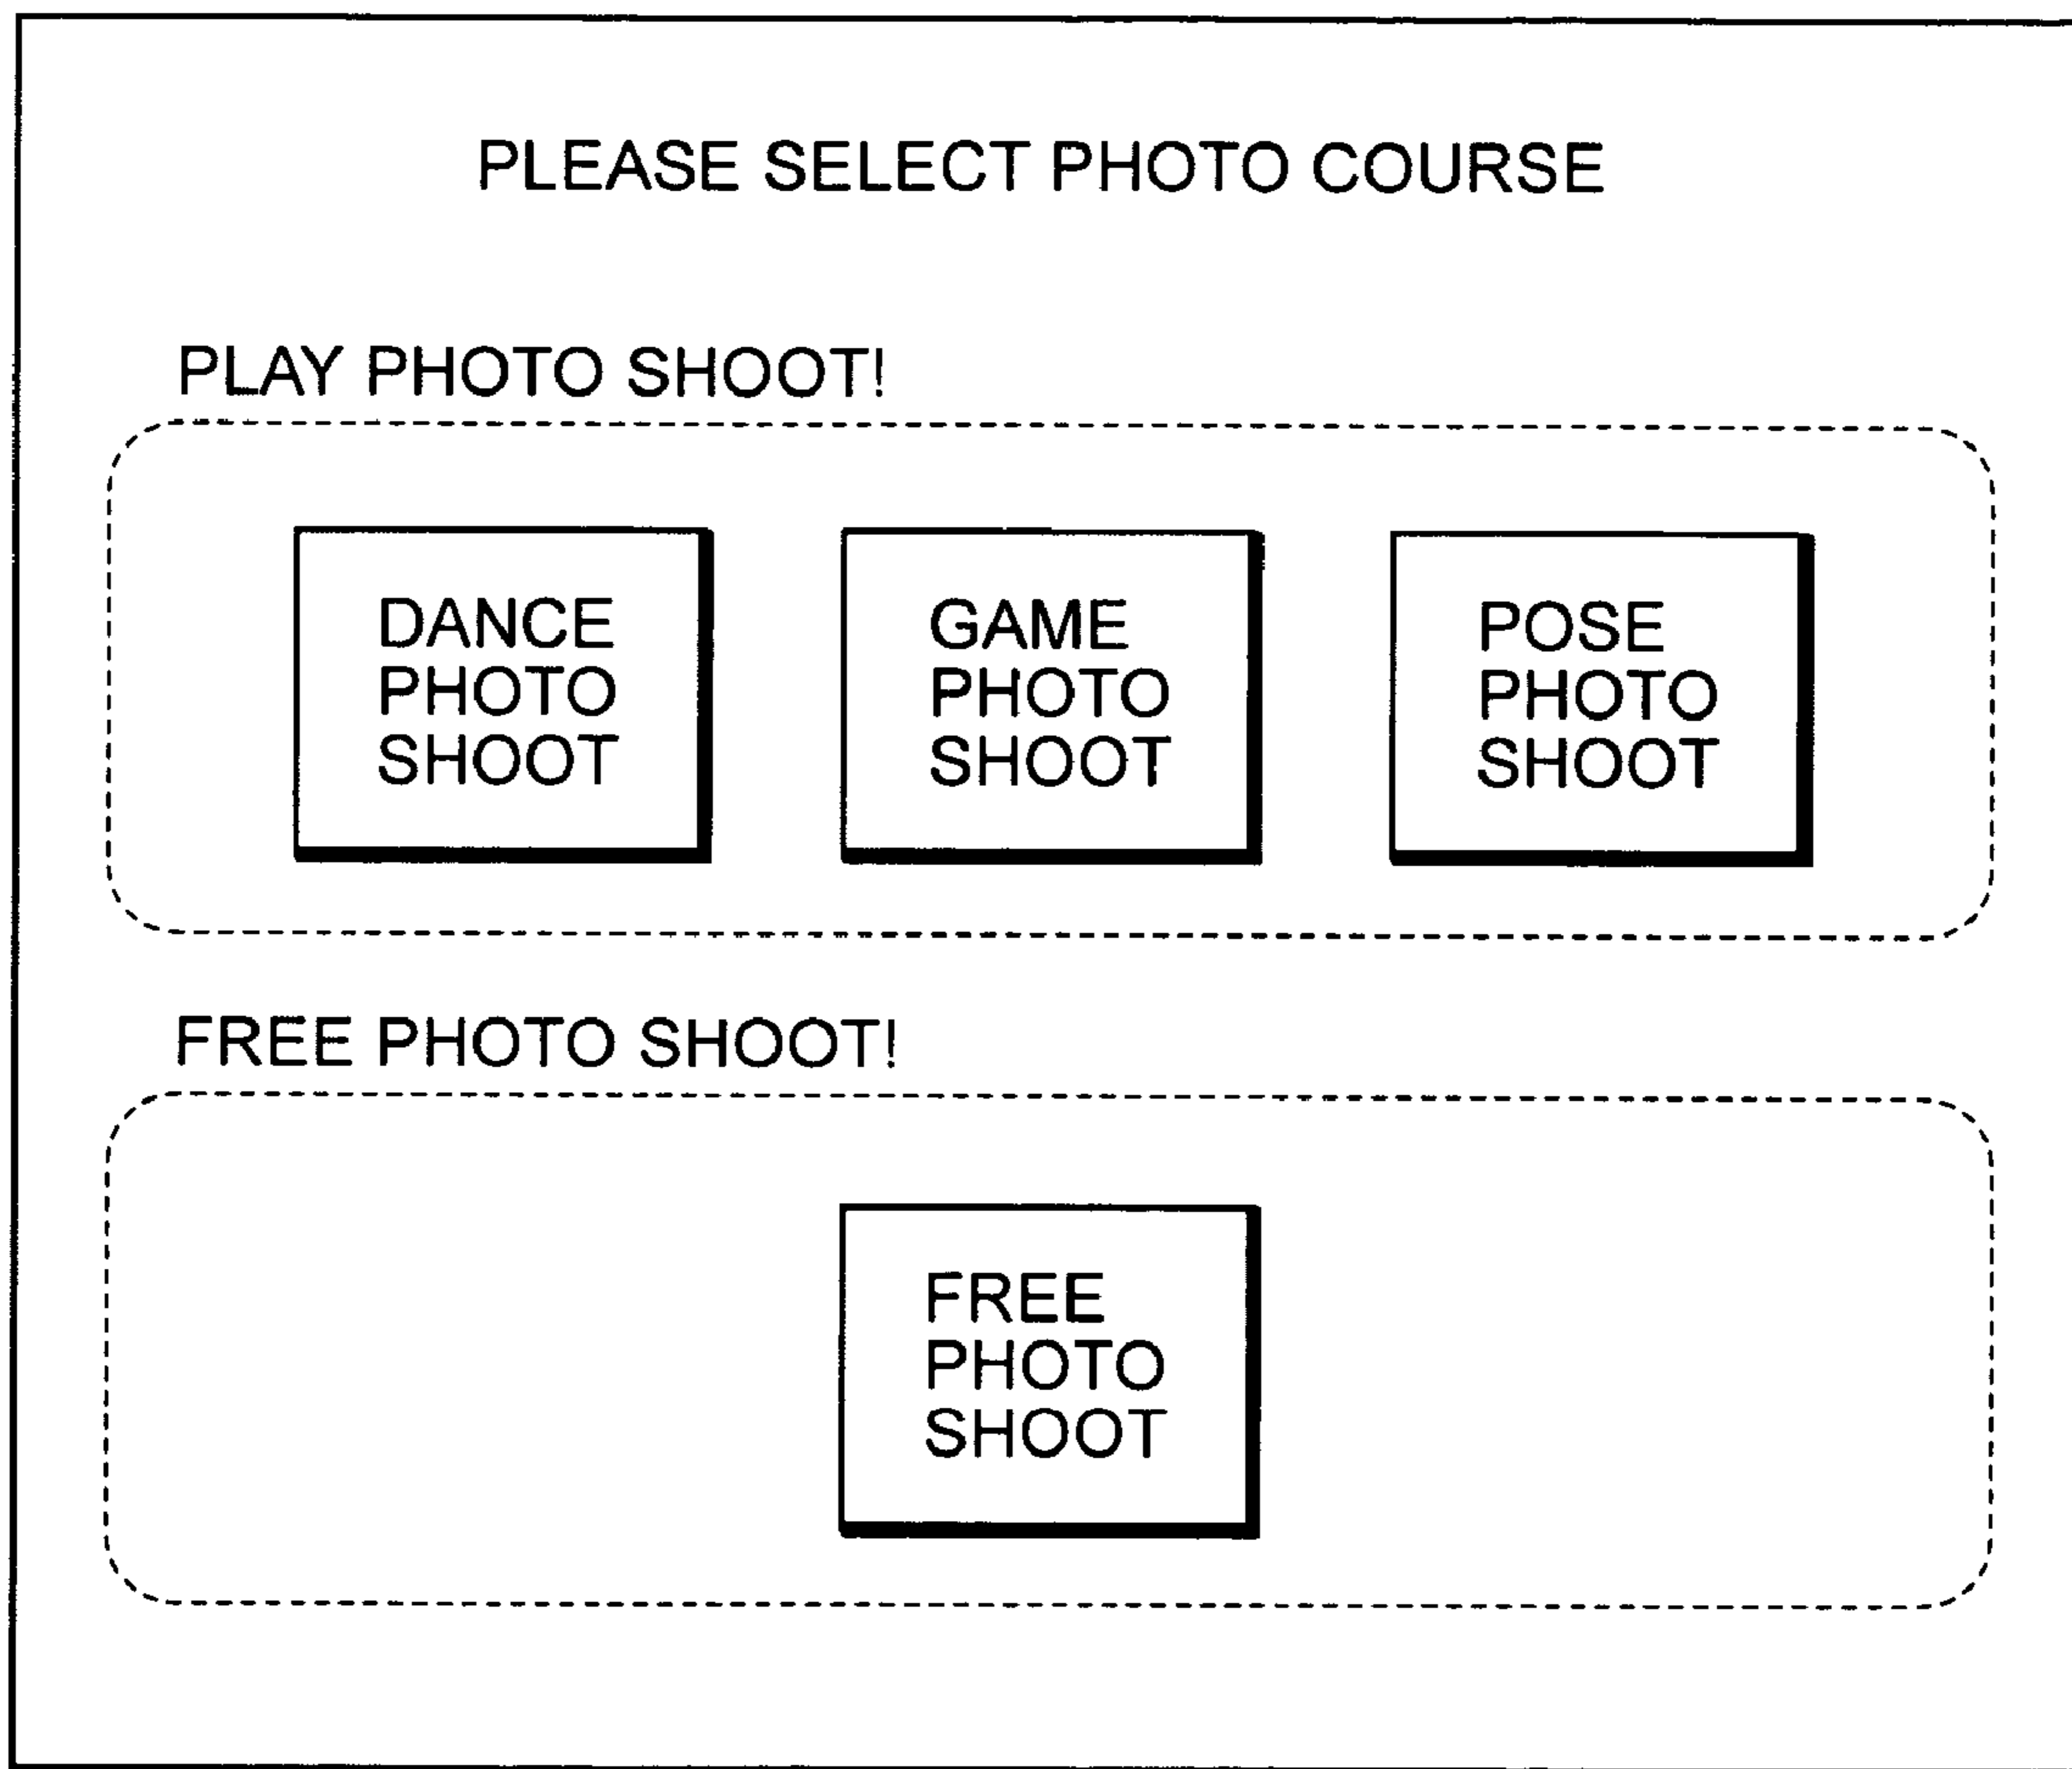 PLEASE SELECT PHOTO COURSE
PLAY PHOTO SHOOT!
DANCE
PHOTO
SHOOT
GAME
PHOTO
SHOOT
POSE
PHOTO
SHOOT
FREE PHOTO SHOOT!
FREE
PHOTO
SHOOT